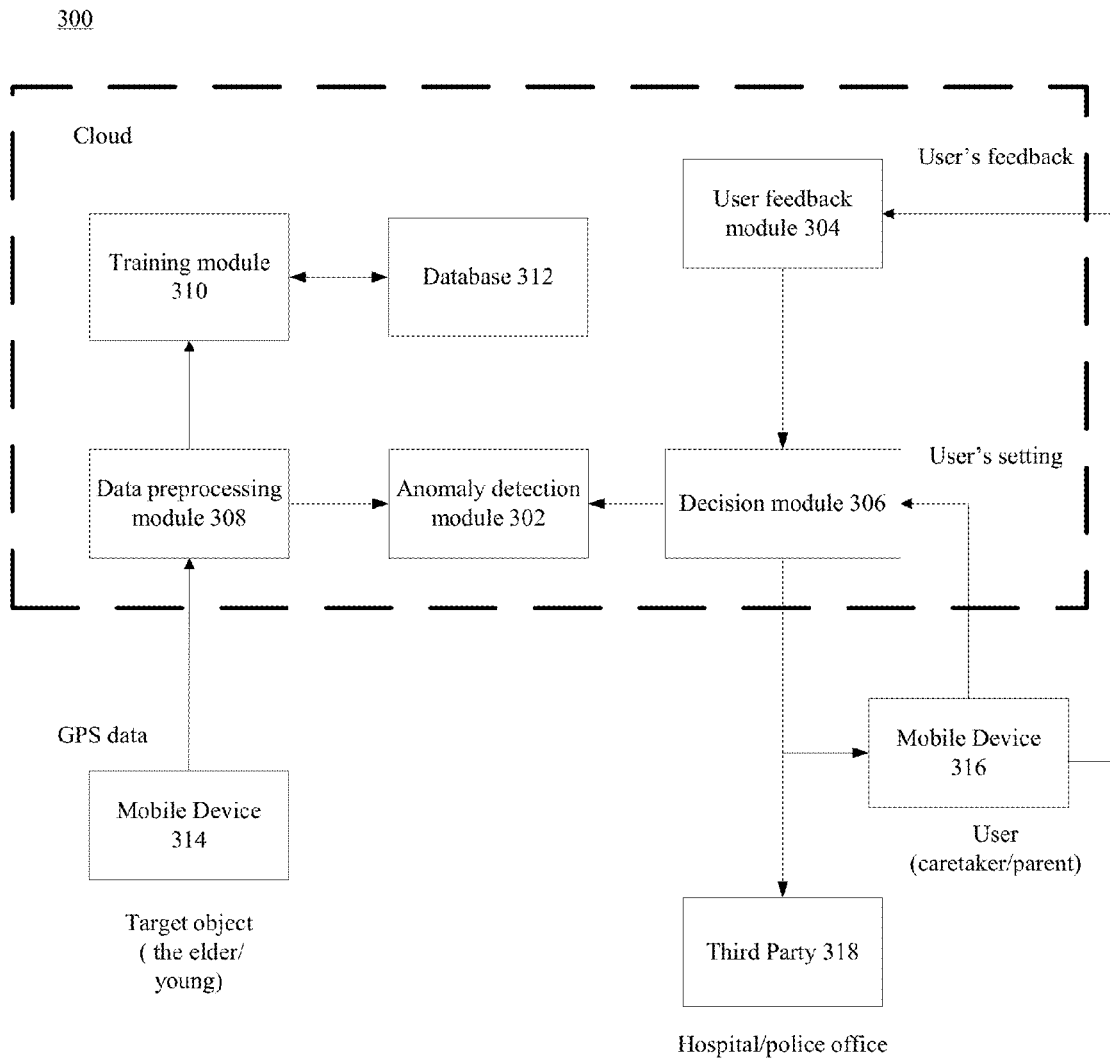 300
Cloud
User's feedback
User feedback
module 304
Training module
310
Database 312
User's setting
Data preprocessing
module 308
Anomaly detection
module 302
Decision module 306
GPS data
Mobile Device
314
Mobile Device
316
Target object
( the elder/
young)
User
(caretaker/parent)
Third Party 318
Hospital/police office